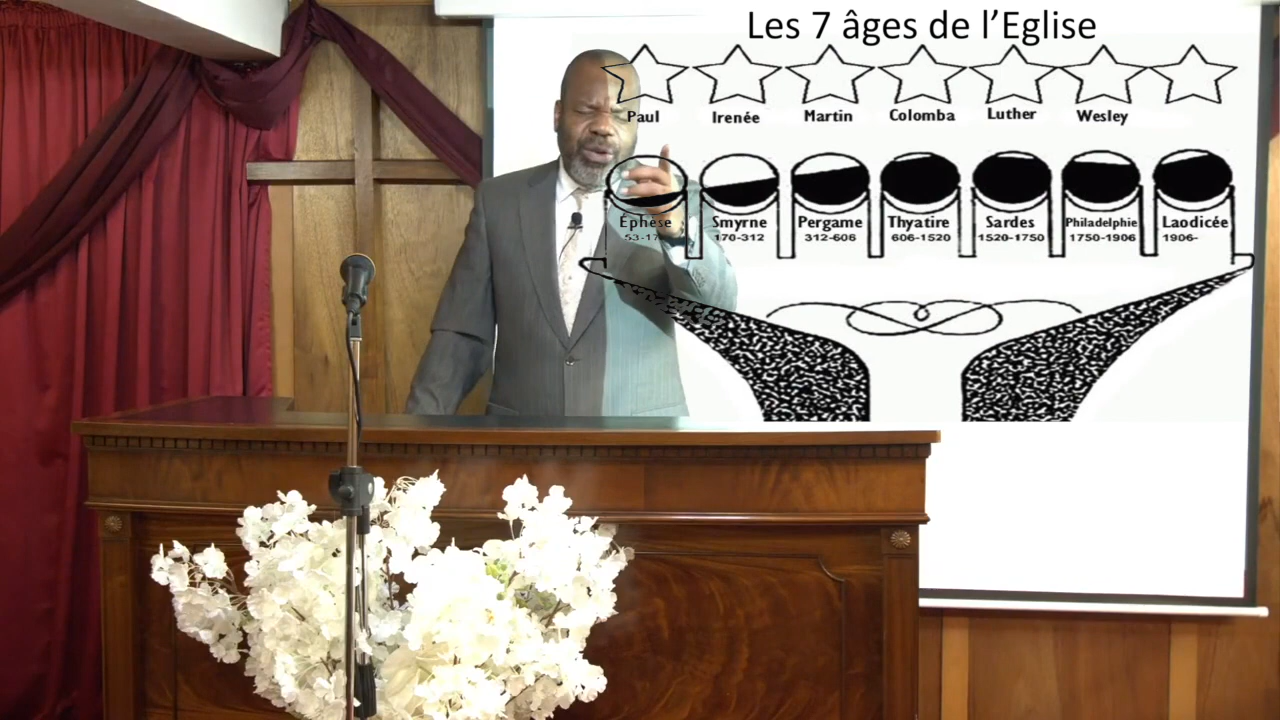 Les 7 âges de l’Eglise
Paul Irenée Martin Colomba Luther Wesley
Éphèse Smyrne Pergame Thyatire Sardes Philadelphie Laodicée
170-312 312-606 606-1520 1520-1750 1750-1906 1906-